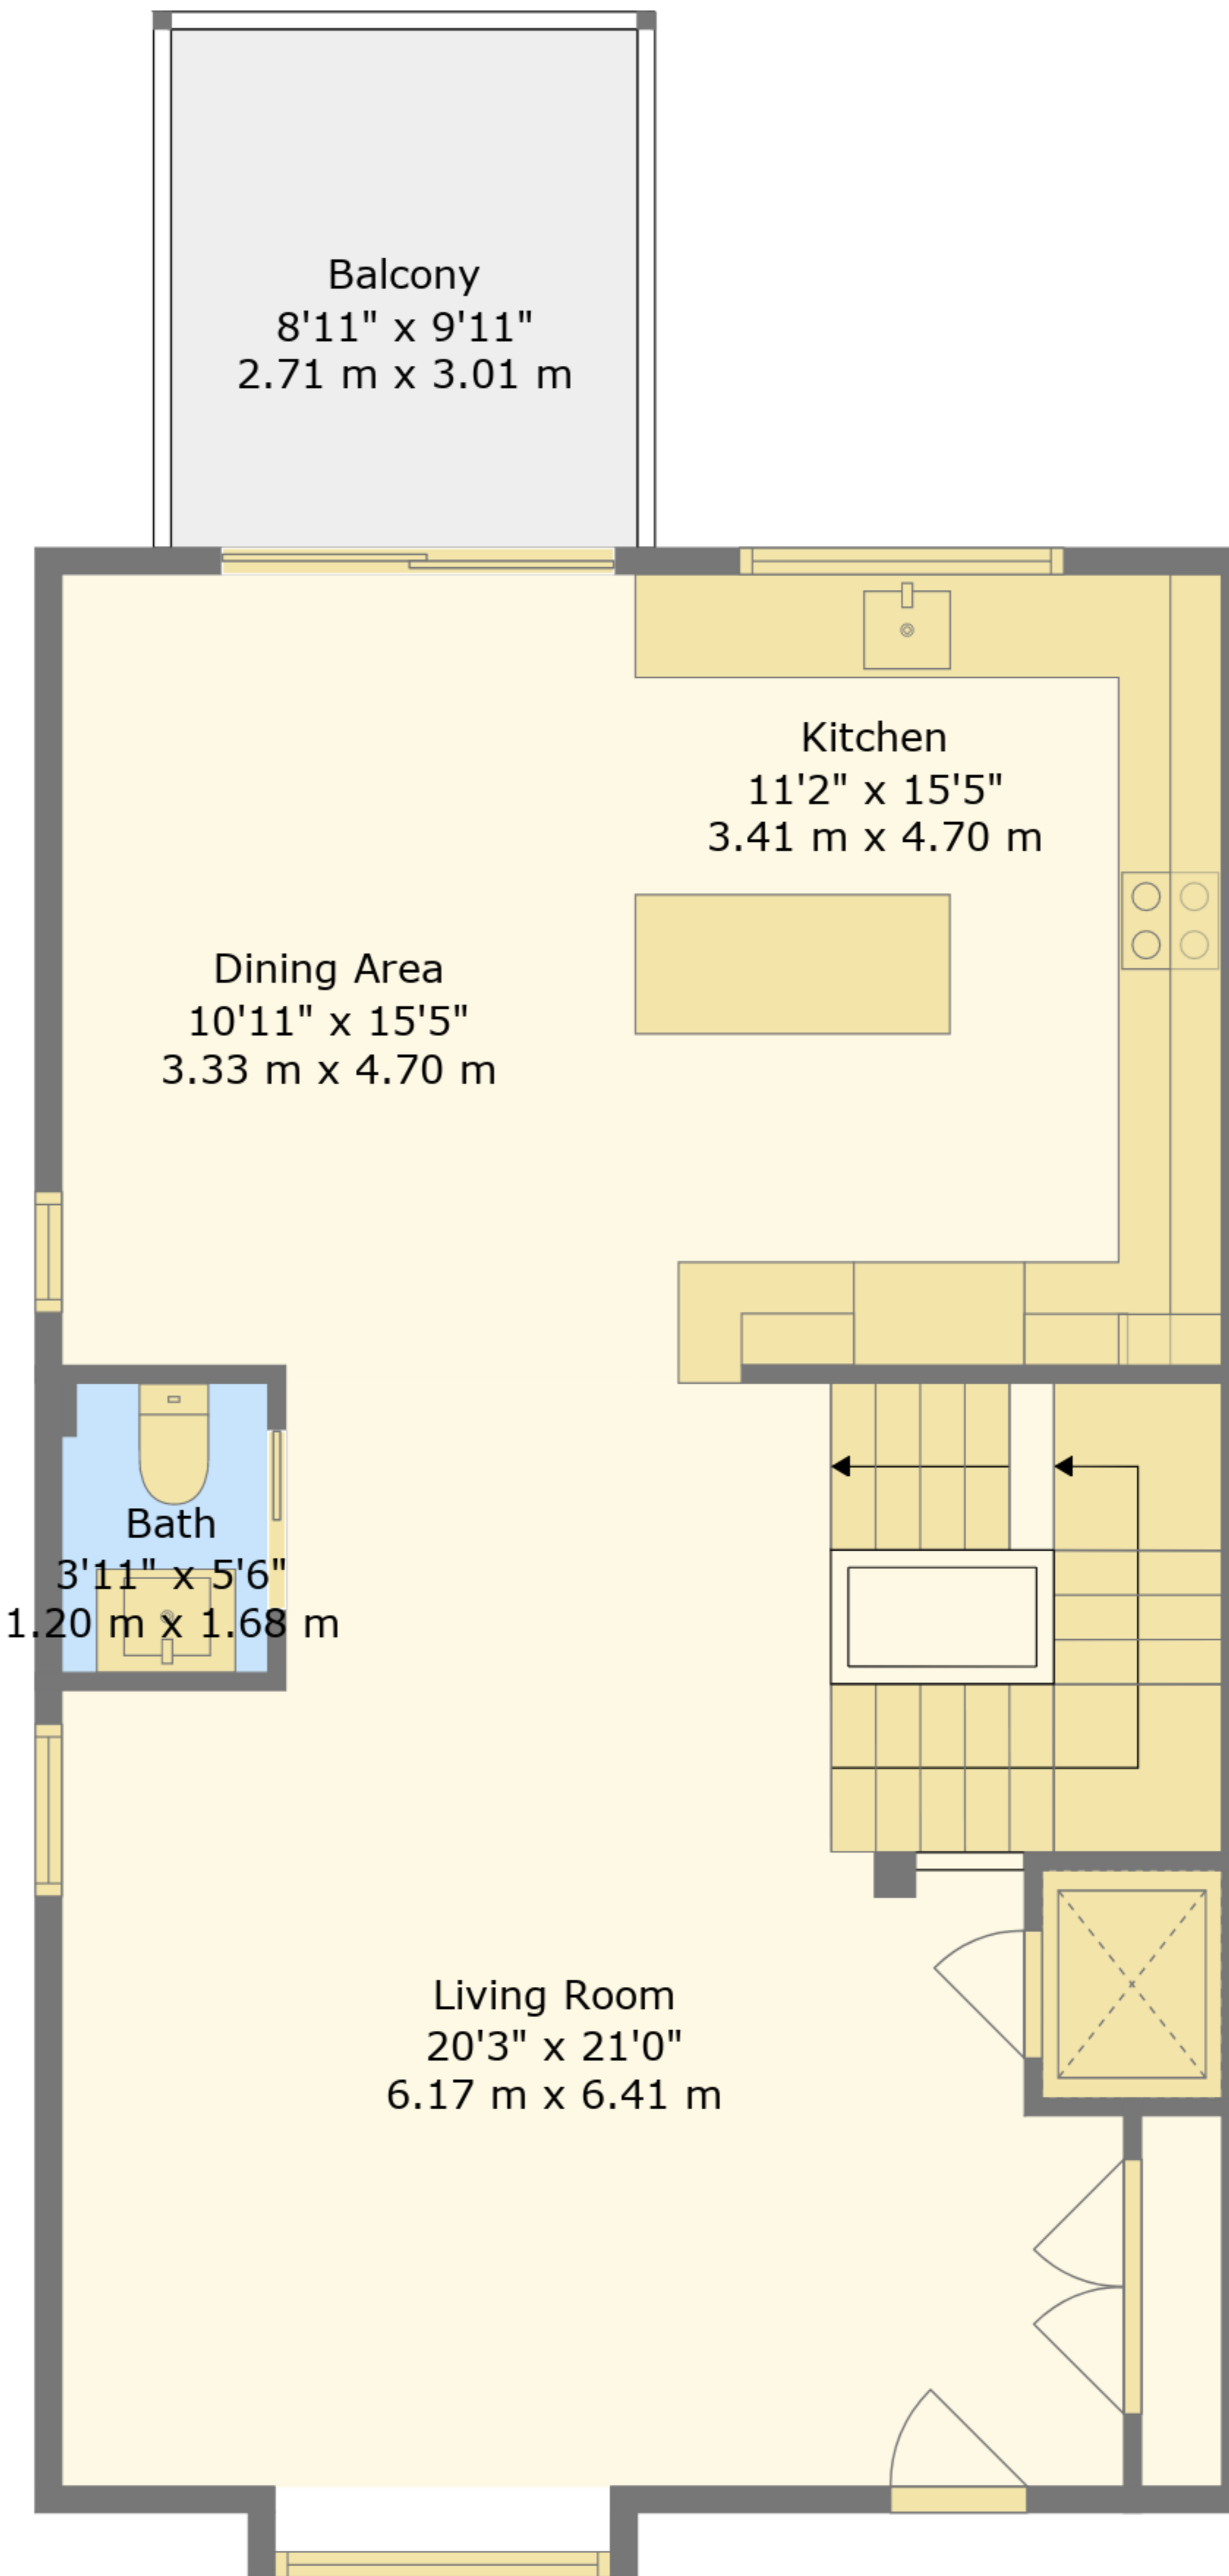 Balcony
8'11" x 9'11"
2.71 m x 3.01 m
Kitchen
11'2" x 15'5"
3.41 m x 4.70 m
Dining Area
10'11" x 15'5"
3.33 m x 4.70 m
Bath
3'11" x 5'6"
1.20 m x 1.68 m
Living Room
20'3" x 21'0"
6.17 m x 6.41 m